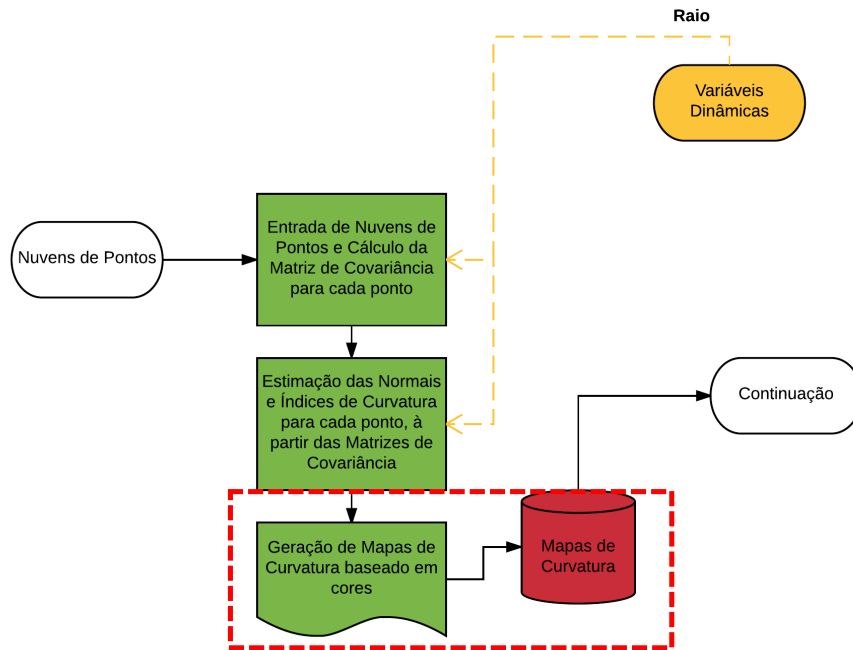 Raio
Variáveis
Dinâmicas
Nuvens de Pontos
Entrada de Nuvens de
Pontos e Cálculo da
Matriz de Covariância
para cada ponto
Estimação das Normais
e Índices de Curvatura
para cada ponto, à
partir das Matrizes de
Covariância
Continuação
Geração de Mapas de
Curvatura baseado em
cores
Mapas de
Curvatura